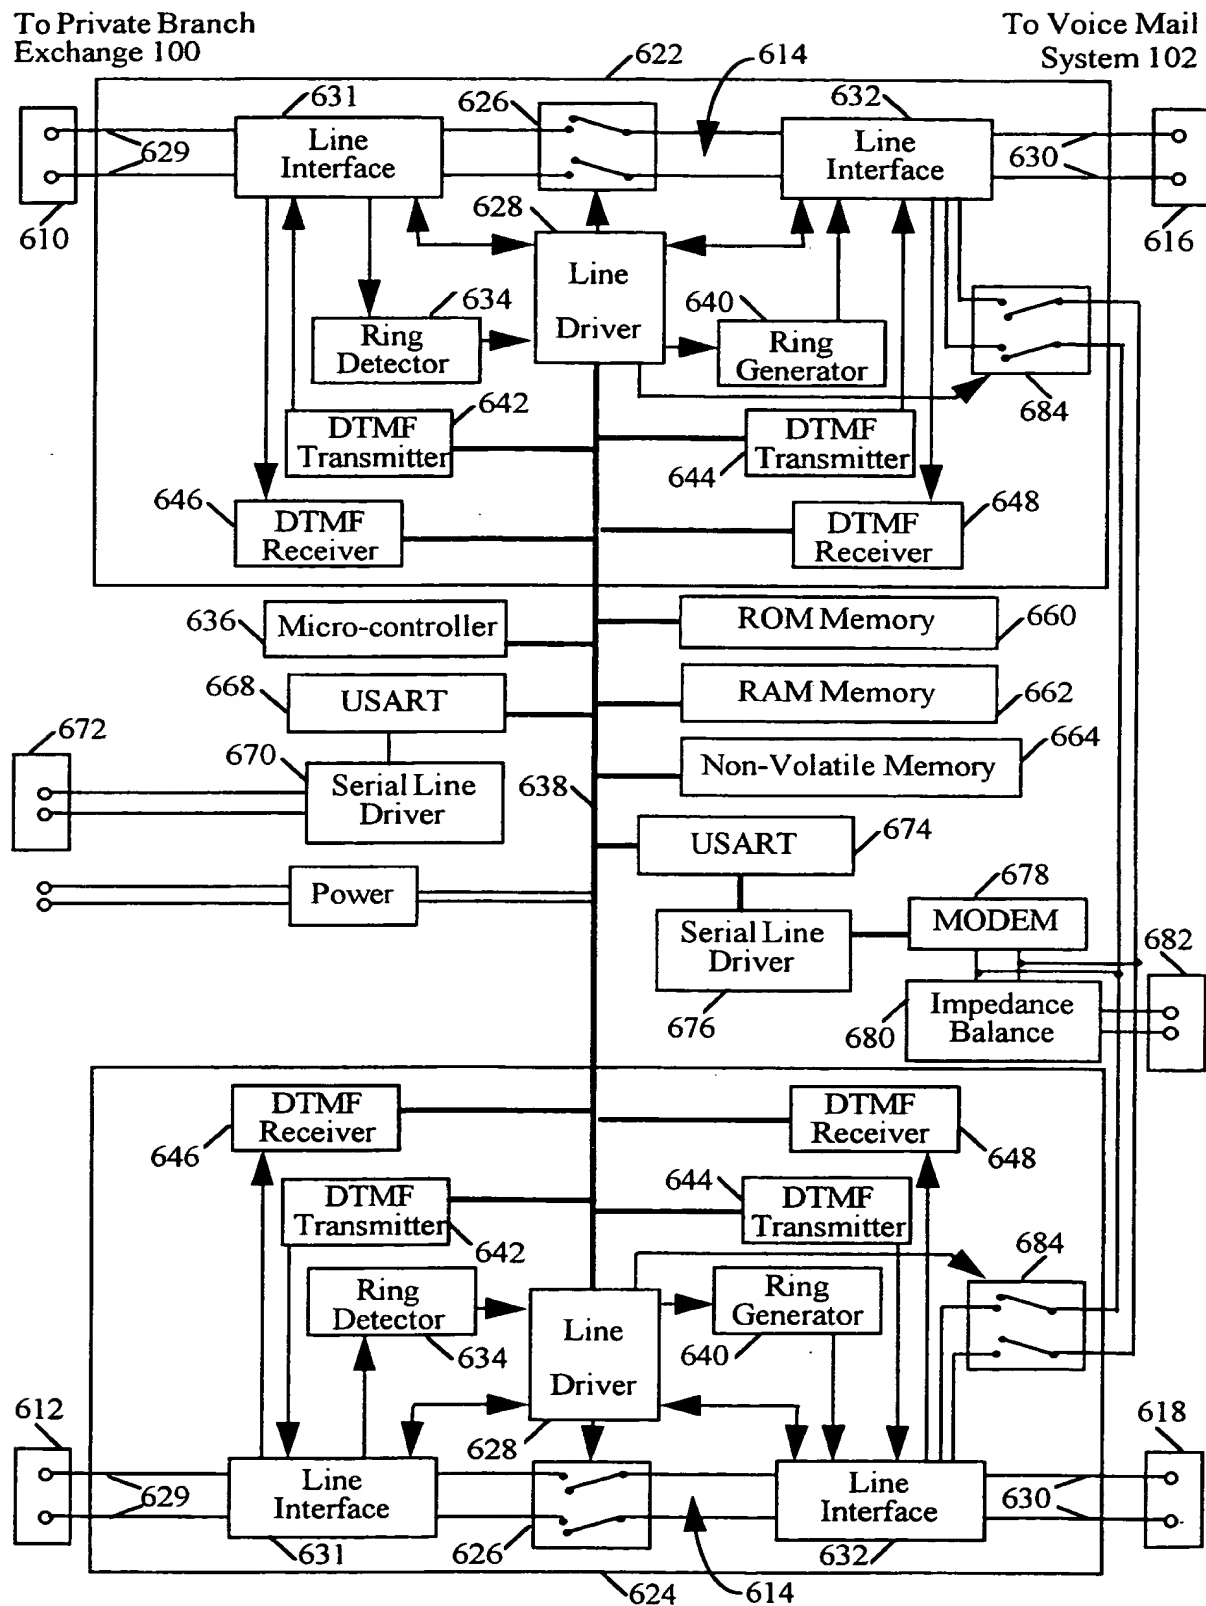 To Private Branch
Exchange 100
To Voice Mail
System 102
622
614
631
626
632
Line
Interface
Line
Interface
629
630
610
628
616
Line
Driver
634
640
Ring
Detector
Ring
Generator
684
642
DTMF
Transmitter
DTMF
Transmitter
644
646
648
DTMF
Receiver
DTMF
Receiver
636
Micro-controller
ROM Memory
660
668
USART
RAM Memory
662
672
670
664
Serial Line
Driver
638
Non-Volatile Memory
USART
674
Power
678
MODEM
Serial Line
Driver
682
676
680
Impedance
Balance
DTMF
Receiver
DTMF
Receiver
646
648
644
DTMF
Transmitter
DTMF
Transmitter
642
684
Ring
Detector
Ring
Generator
Line
Driver
634
640
612
618
628
Line
Interface
Line
Interface
629
630
631
626
632
624
614